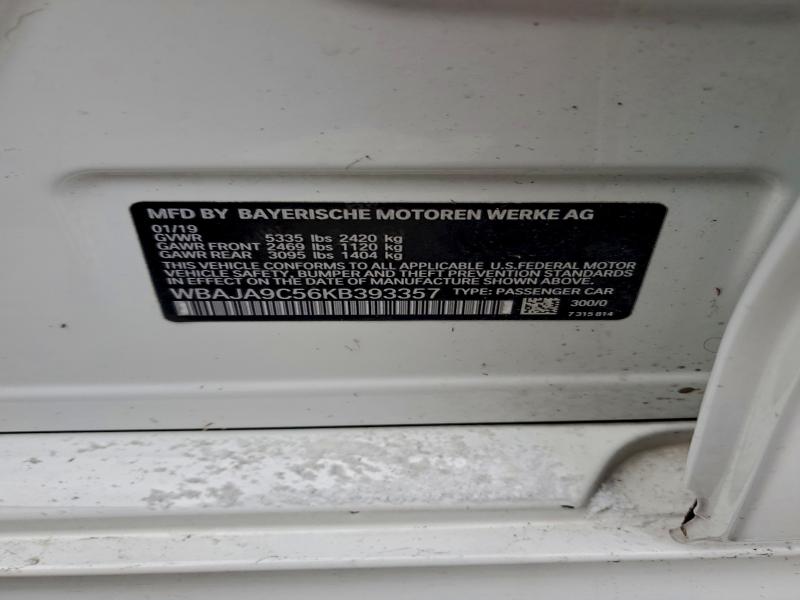 MFD BY BAYERISCHE MOTOREN WERKE AG
01/19
GVWR 5335 lbs 2420 kg
GAWR FRONT 2469 lbs 1120 kg
GAWR REAR 3095 lbs 1404 kg
THIS VEHICLE CONFORMS TO ALL APPLICABLE U.S.FEDERAL MOTOR
VEHICLE SAFETY, BUMPER AND THEFT PREVENTION STANDARDS
IN EFFECT ON THE DATE OF MANUFACTURE SHOWN ABOVE.
WBAJA9C56KB393357 TYPE: PASSENGER CAR
300/0
7 315 814